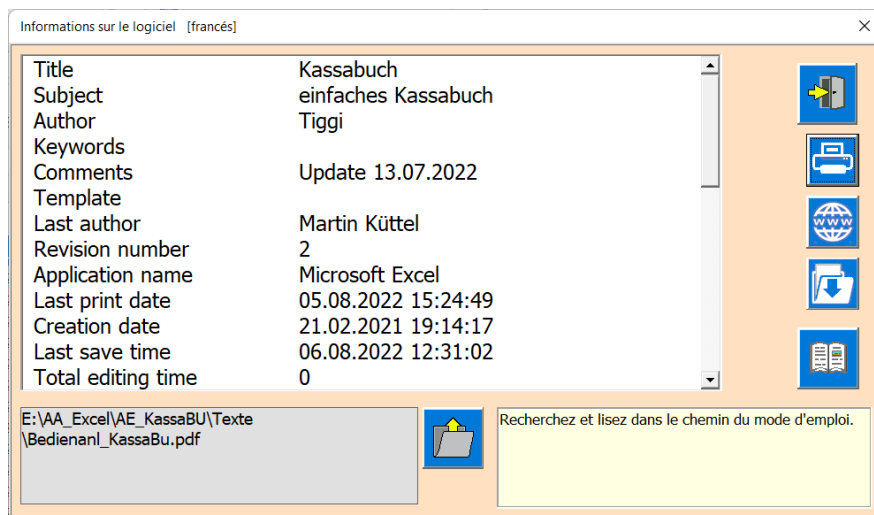 Informations sur le logiciel [francés]
Title Kassabuch
Subject einfaches Kassabuch
Author Tiggi
Keywords
Comments Update 13.07.2022
Template
Last author Martin Küttel
Revision number 2
Application name Microsoft Excel
Last print date 05.08.2022 15:24:49
Creation date 21.02.2021 19:14:17
Last save time 06.08.2022 12:31:02
Total editing time 0
WWW
E:\AA_Excel\AE_KassaBU\Texte
\Bedienanl_KassaBu.pdf
Recherchez et lisez dans le chemin du mode d'emploi.